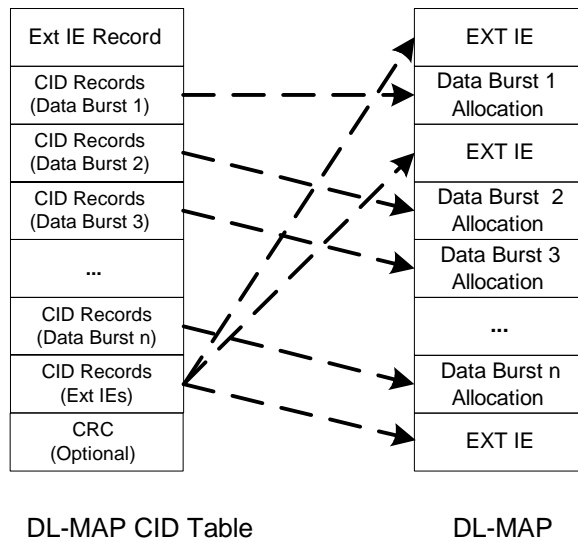 Ext IE Record
CID Records
(Data Burst 1)
CID Records
(Data Burst 2)
CID Records
(Data Burst 3)
...
CID Records
(Data Burst n)
CID Records
(Ext IEs)
CRC
(Optional)
DL-MAP CID Table
EXT IE
Data Burst 1
Allocation
EXT IE
Data Burst 2
Allocation
Data Burst 3
Allocation
...
Data Burst n
Allocation
EXT IE
DL-MAP